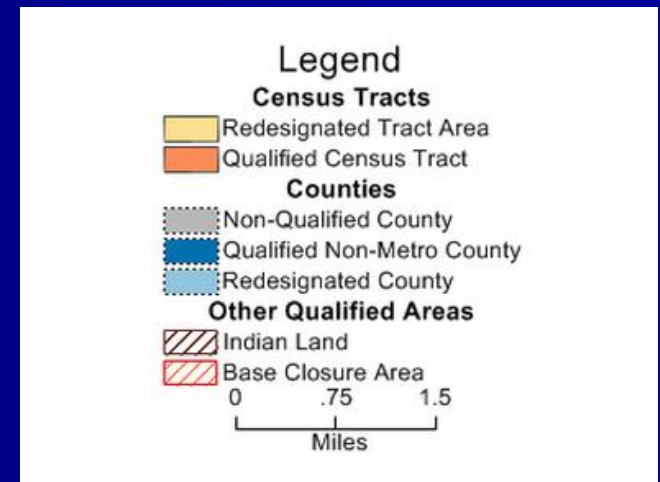 Legend
Census Tracts
Redesignated Tract Area
Qualified Census Tract
Counties
Non-Qualified County
Qualified Non-Metro County
Redesignated County
Other Qualified Areas
Indian Land
Base Closure Area
0 .75 1.5
Miles